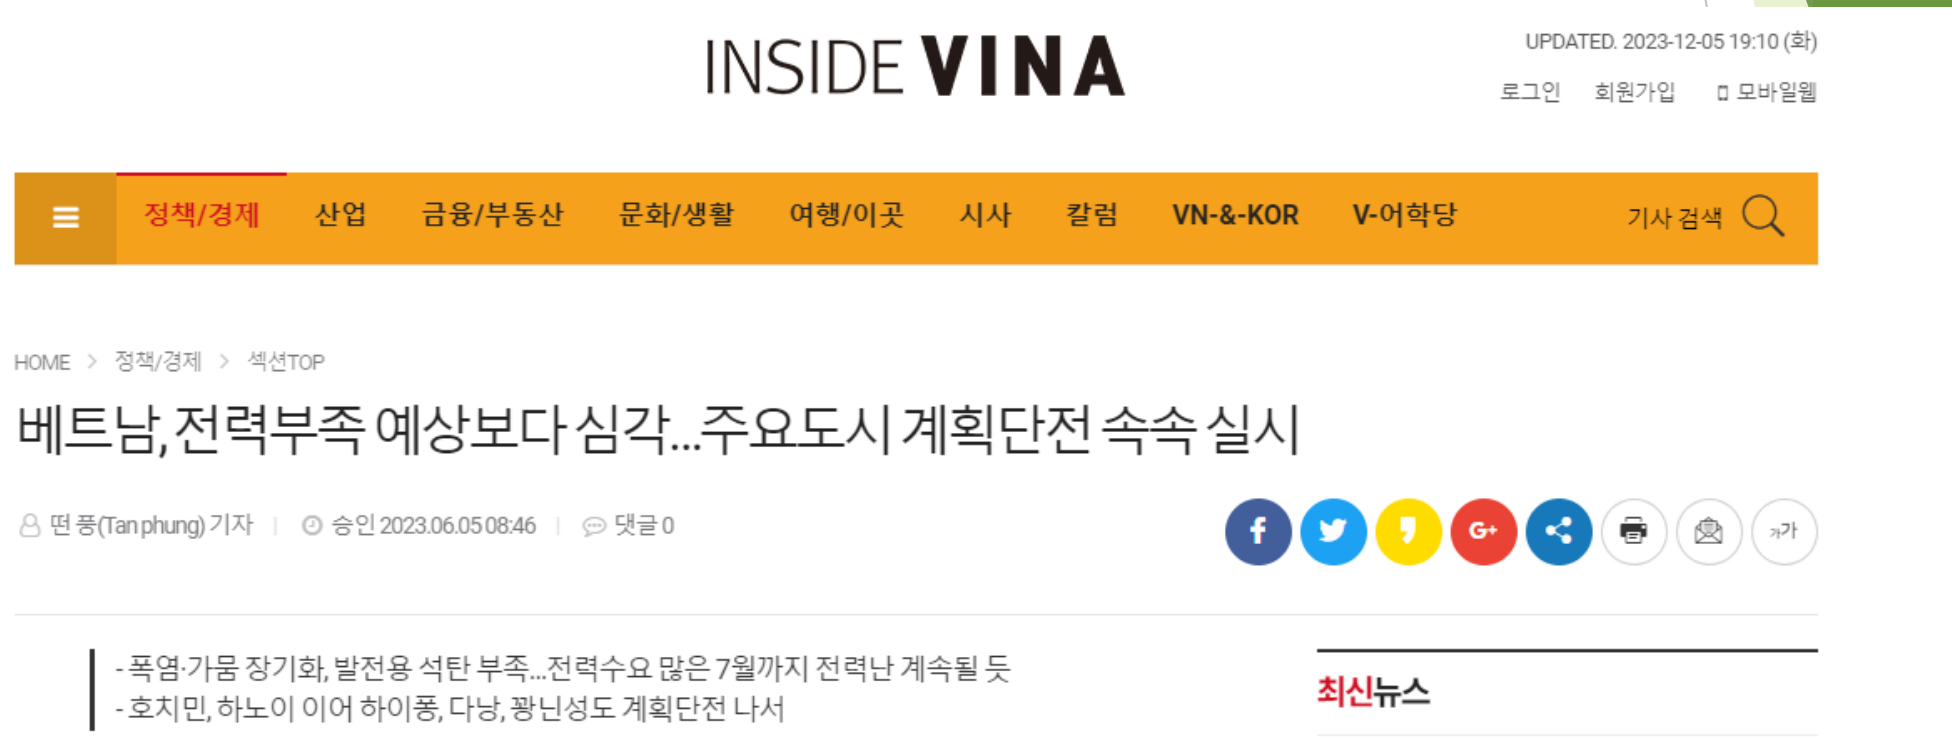 INSIDE VINA
UPDATED. 2023-12-05 19:10 (화)
로그인 회원가입 모바일웹
정책/경제 산업 금융/부동산 문화/생활 여행/이곳 시사 칼럼 VN-&-KOR V-어학당 기사 검색
HOME > 정책/경제 > 섹션TOP
베트남, 전력부족 예상보다 심각...주요도시 계획단전 속속 실시
떤 풍(Tan phung) 기자 | 승인 2023.06.05 08:46 | 댓글 0
f G+ 가가
- 폭염·가뭄 장기화, 발전용 석탄 부족...전력수요 많은 7월까지 전력난 계속될 듯
- 호치민, 하노이 이어 하이퐁, 다낭, 꽝닌성도 계획단전 나서
최신뉴스